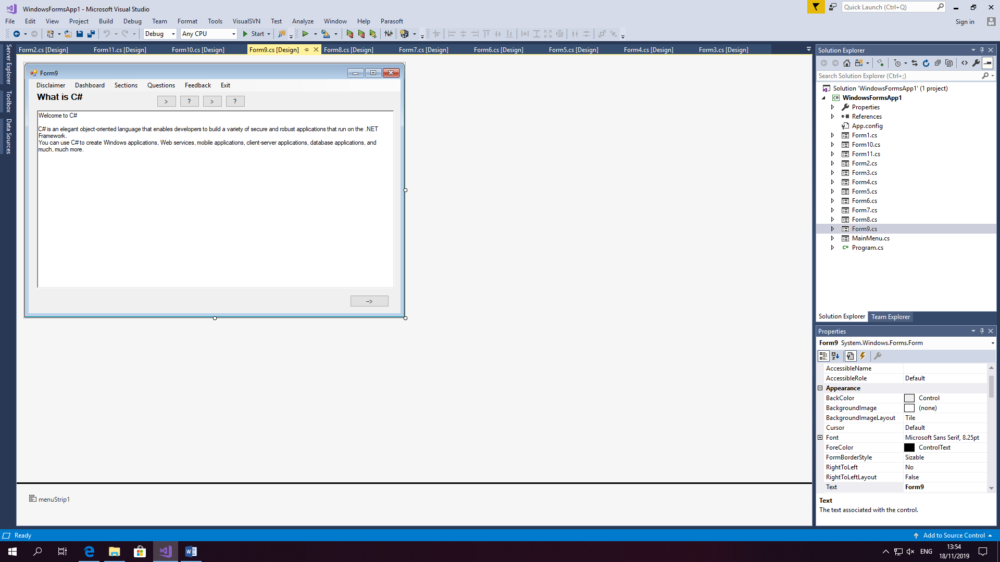 WindowsFormsApp1 - Microsoft Visual Studio
Quick Launch (Ctrl+Q)
File Edit View Project Build Debug Team Format Tools VisualSVN Test Analyze Window Help Parasoft
Sign in
Debug Any CPU Start
Form2.cs [Design] Form11.cs [Design] Form10.cs [Design] Form9.cs [Design] Form8.cs [Design] Form7.cs [Design] Form6.cs [Design] Form5.cs [Design] Form4.cs [Design] Form3.cs [Design]
Server Explorer
Toolbox
Data Sources
Form9
Disclaimer Dashboard Sections Questions Feedback Exit
What is C#
> ? > ?
Welcome to C#
C# is an elegant object-oriented language that enables developers to build a variety of secure and robust applications that run on the .NET
Framework.
You can use C# to create Windows applications, Web services, mobile applications, client-server applications, database applications, and
much, much more.
-->
menuStrip1
Solution Explorer
Search Solution Explorer (Ctrl+;)
Solution 'WindowsFormsApp1' (1 project)
C# WindowsFormsApp1
Properties
References
App.config
Form1.cs
Form10.cs
Form11.cs
Form2.cs
Form3.cs
Form4.cs
Form5.cs
Form6.cs
Form7.cs
Form8.cs
Form9.cs
MainMenu.cs
C# Program.cs
Solution Explorer Team Explorer
Properties
Form9 System.Windows.Forms.Form
AccessibleName
AccessibleRole Default
Appearance
BackColor Control
BackgroundImage (none)
BackgroundImageLayout Tile
Cursor Default
Font Microsoft Sans Serif, 8.25pt
ForeColor ControlText
FormBorderStyle Sizable
RightToLeft No
RightToLeftLayout False
Text Form9
Text
The text associated with the control.
Ready
Add to Source Control
ENG
13:54
18/11/2019